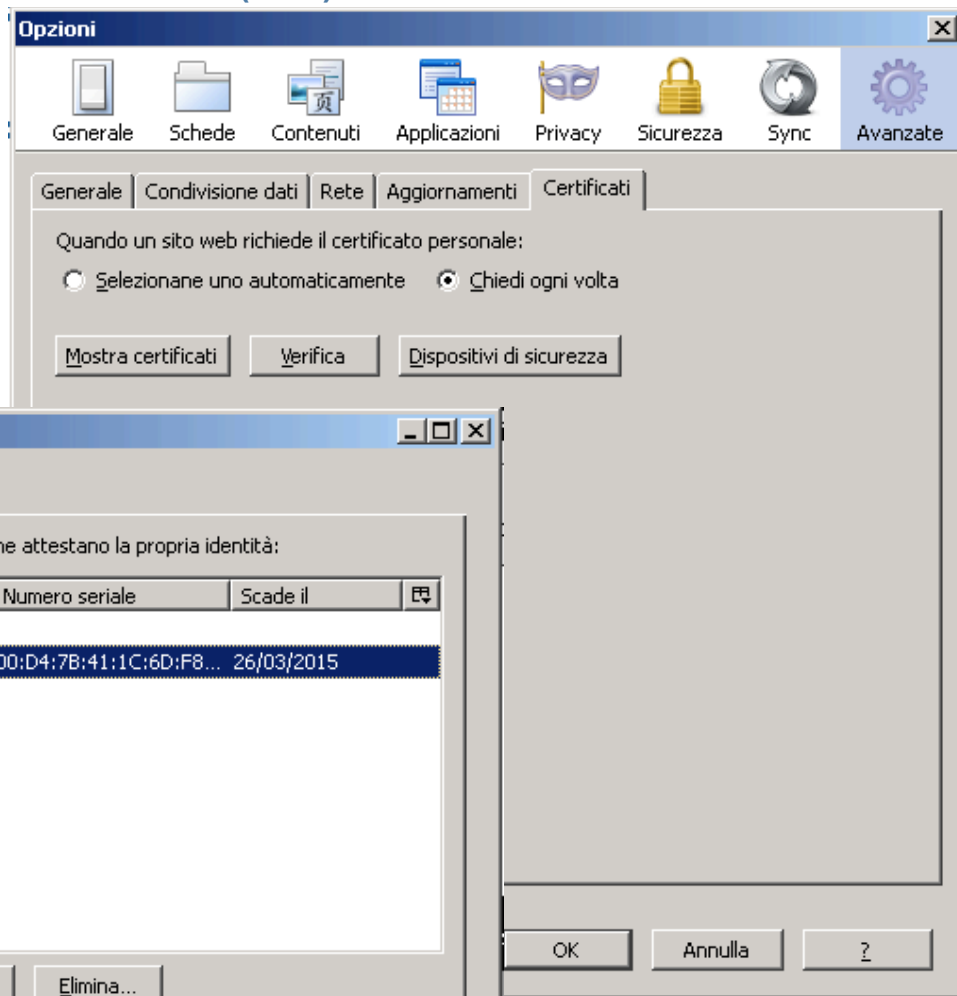 Opzioni
Generale Schede Contenuti Applicazioni Privacy Sicurezza Sync Avanzate
Generale Condivisione dati Rete Aggiornamenti Certificati
Quando un sito web richiede il certificato personale:
Selezionane uno automaticamente Chiedi ogni volta
Mostra certificati Verifica Dispositivi di sicurezza
attestano la propria identità:
Numero seriale Scade il
00:D4:7B:41:1C:6D:F8... 26/03/2015
OK Annulla ?
Elimina...